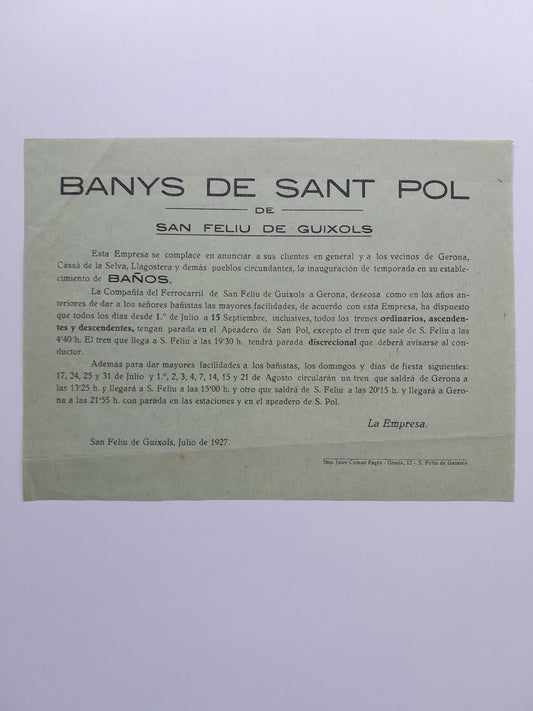 BANYS DE SANT POL
DE
SAN FELIU DE GUIXOLS
Esta Empresa se complace en anunciar a sus clientes en general y a los vecinos de Gerona,
Cassá de la Selva, Llagostera y demás pueblos circundantes, la inauguración de temporada en su estable-
cimiento de BAÑOS.
La Compañía del Ferrocarril de San Feliu de Guixols a Gerona, deseosa como en los años an-
teriores de dar a los señores bañistas las mayores facilidades, de acuerdo con esta Empresa, ha dispuesto
que todos los días desde 1.º de Julio a 15 Septiembre, inclusives, todos los trenes ordinarios, ascenden-
tes y descendentes, tengan parada en el Apeadero de San Pol, excepto el tren que sale de S. Feliu a las
4'40 h. El tren que llega a S. Feliu a las 19'30 h. tendrá parada discrecional que deberá avisarse al con-
ductor.
Además para dar mayores facilidades a los bañistas, los domingos y días de fiesta siguientes:
17, 24, 25 y 31 de Julio y 1.º, 2, 3, 4, 7, 14, 15 y 21 de Agosto circularán un tren que saldrá de Gerona a
las 13'25 h. y llegará a S. Feliu a las 15'00 h. y otro que saldrá de S. Feliu a las 20'15 h. y llegará a Gero-
na a las 21'55 h. con parada en las estaciones y en el apeadero de S. Pol.
La Empresa.
San Feliu de Guixols, Julio de 1927.
Imp. Juan Comas Pagés - Goula, 12 - S. Feliu de Guixols